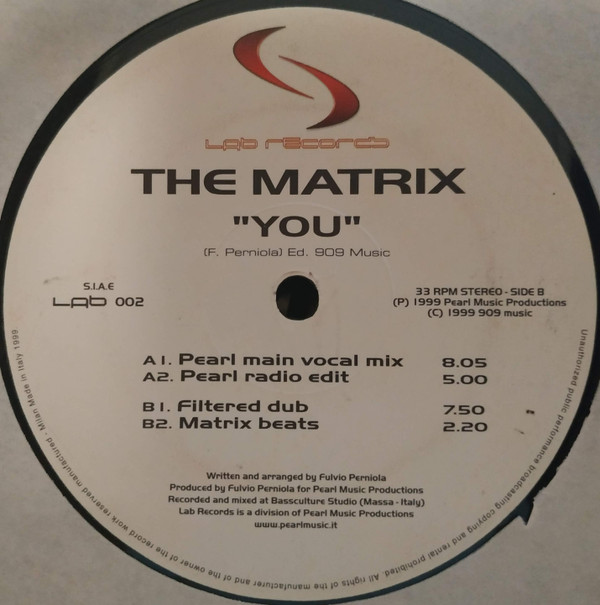 Lab rEcorDs
THE MATRIX
"YOU"
(F. Perniola) Ed. 909 Music
S.I.A.E
Lab 002
33 RPM STEREO - SIDE B
(P) 1999 Pearl Music Productions
(C) 1999 909 music
A1. Pearl main vocal mix 8.05
A2. Pearl radio edit 5.00
B1. Filtered dub 7.50
B2. Matrix beats 2.20
Written and arranged by Fulvio Perniola
Produced by Fulvio Perniola for Pearl Music Productions
Recorded and mixed at Bassculture Studio (Massa - Italy)
Lab Records is a division of Pearl Music Productions
www.pearlmusic.it
Unauthorized public performance broadcasting copying and rental prohibited. All rights of the manufacturer and of the owner of the record work reserved manufactured - Milan Made in Italy 1999